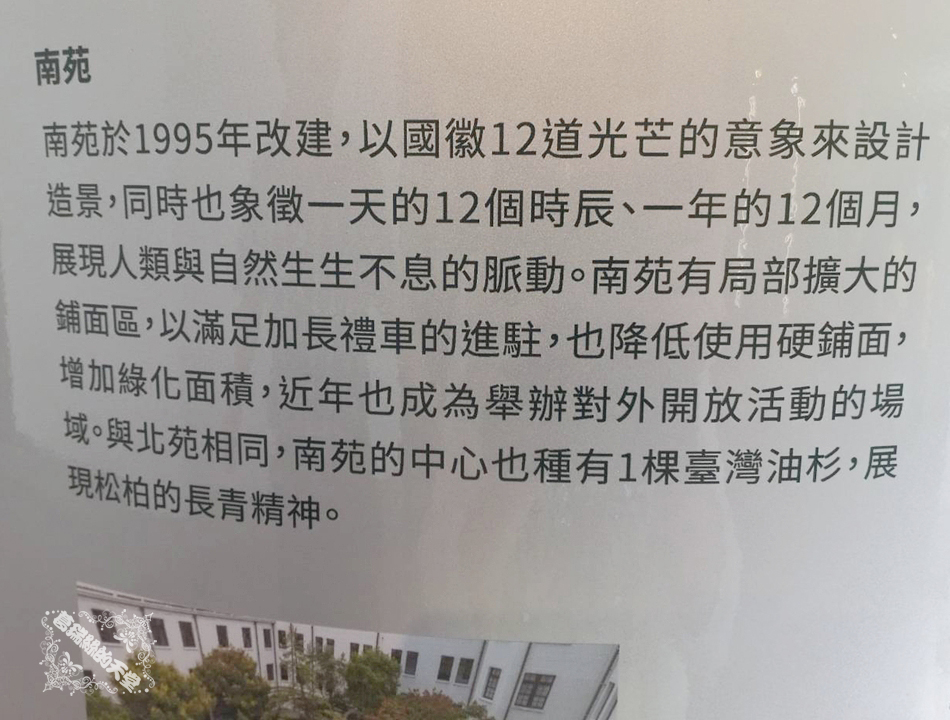 南苑
南苑於1995年改建，以國徽12道光芒的意象來設計
造景，同時也象徵一天的12個時辰、一年的12個月，
展現人類與自然生生不息的脈動。南苑有局部擴大的
鋪面區，以滿足加長禮車的進駐，也降低使用硬鋪面，
增加綠化面積，近年也成為舉辦對外開放活動的場
域。與北苑相同，南苑的中心也種有1棵臺灣油杉，展
現松柏的長青精神。